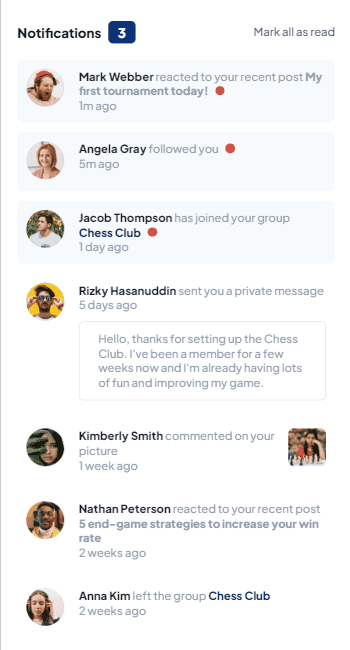 Notifications 3 Mark all as read
Mark Webber reacted to your recent post My
first tournament today!
1m ago
Angela Gray followed you
5m ago
Jacob Thompson has joined your group
Chess Club
1 day ago
Rizky Hasanuddin sent you a private message
5 days ago
Hello, thanks for setting up the Chess
Club. I've been a member for a few
weeks now and I'm already having lots
of fun and improving my game.
Kimberly Smith commented on your
picture
1 week ago
Nathan Peterson reacted to your recent post
5 end-game strategies to increase your win
rate
2 weeks ago
Anna Kim left the group Chess Club
2 weeks ago